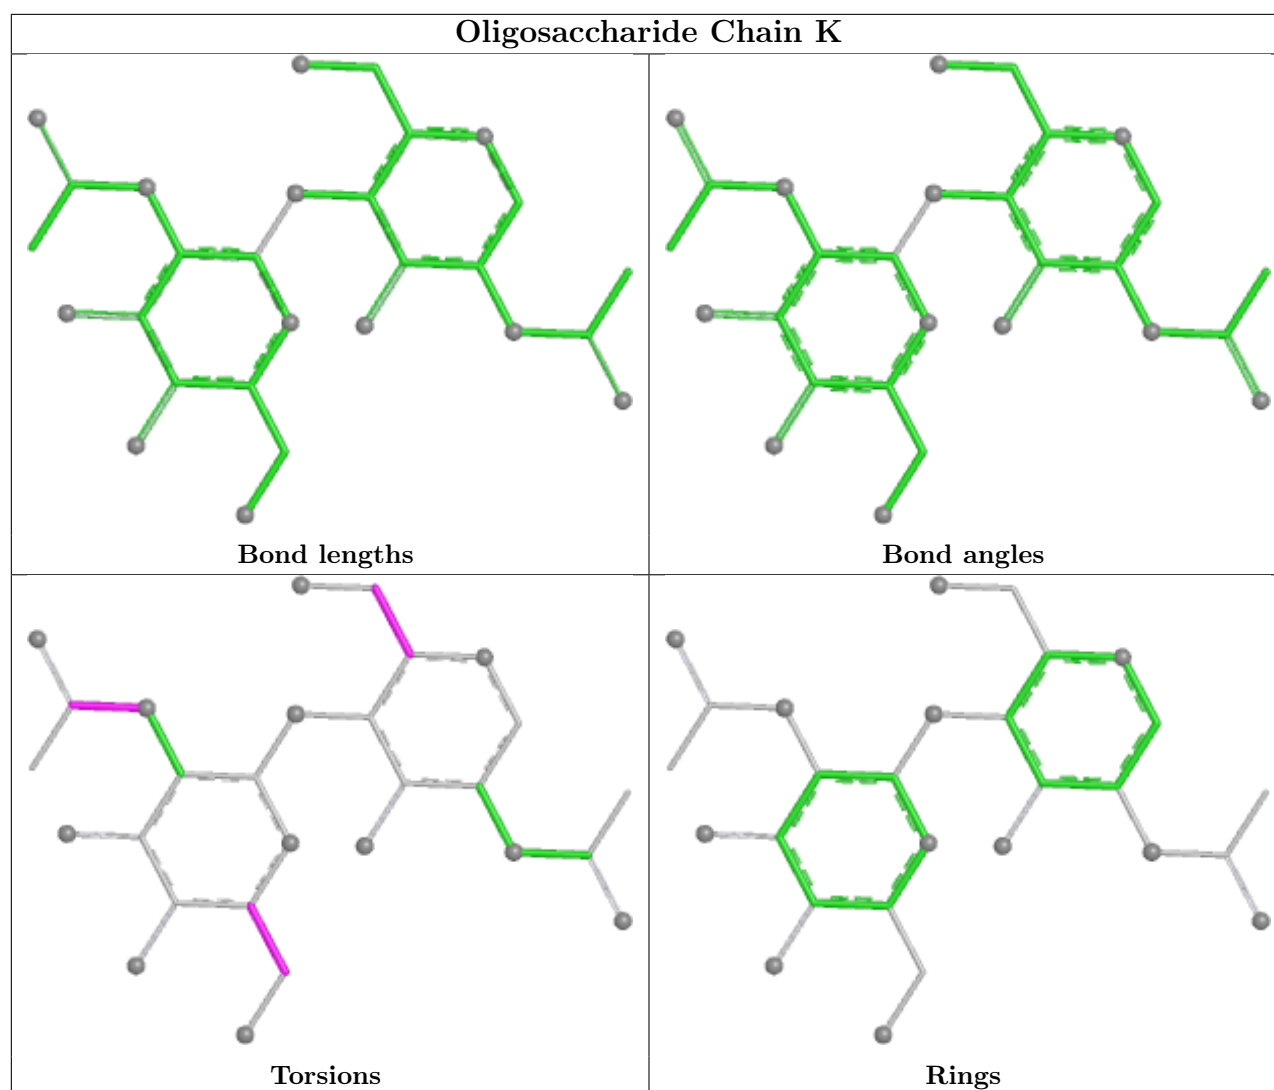 Oligosaccharide Chain K
Bond lengths
Bond angles
Torsions
Rings